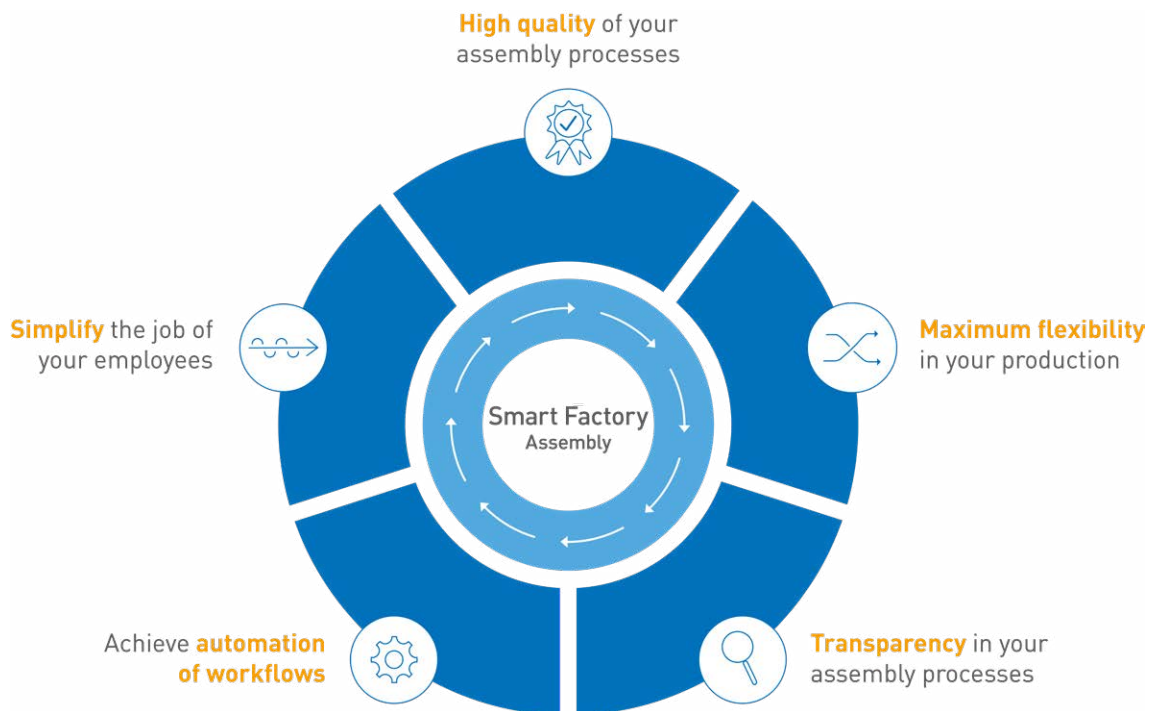 High quality of your
assembly processes
Simplify the job of
your employees
Maximum flexibility
in your production
Smart Factory
Assembly
Achieve automation
of workflows
Transparency in your
assembly processes